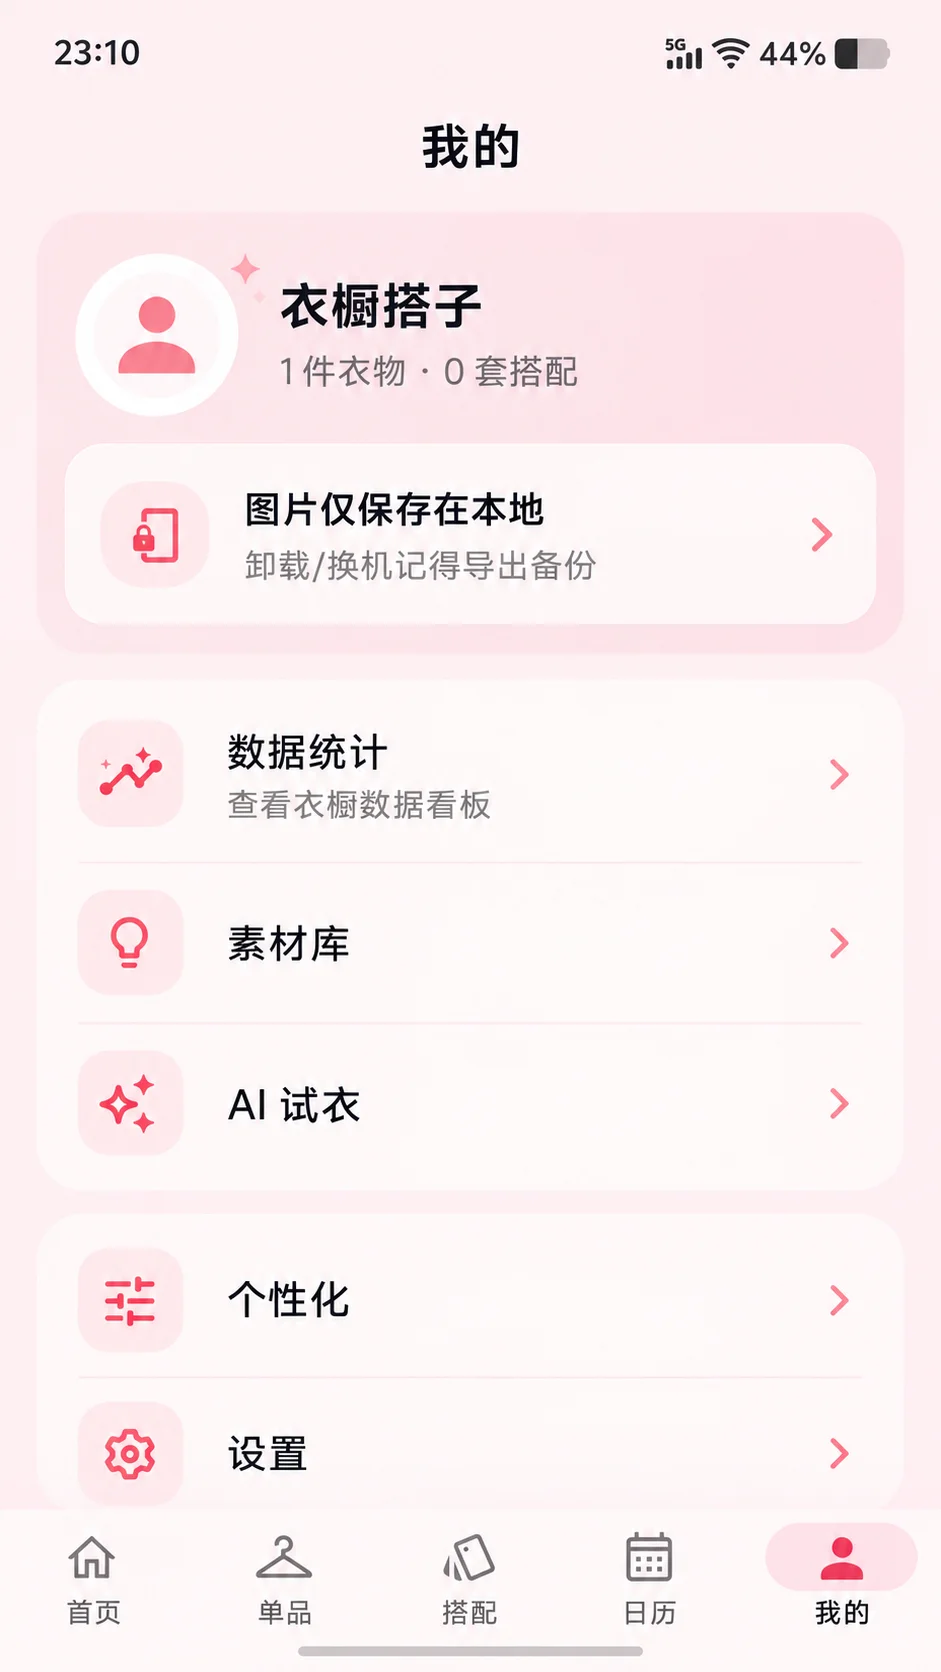 23:10
5G 44%
我的
衣橱搭子
1件衣物 · 0 套搭配
图片仅保存在本地
卸载/换机记得导出备份
数据统计
查看衣橱数据看板
素材库
AI 试衣
个性化
设置
首页 单品 搭配 日历 我的